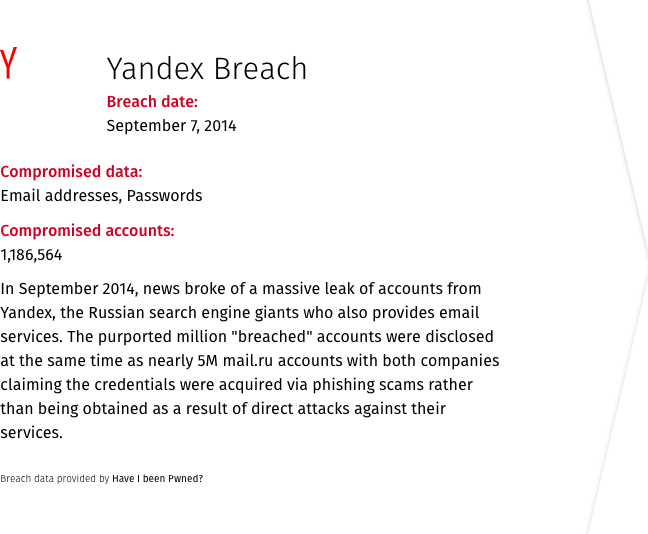 Y
Yandex Breach
Breach date:
September 7, 2014
Compromised data:
Email addresses, Passwords
Compromised accounts:
1,186,564
In September 2014, news broke of a massive leak of accounts from
Yandex, the Russian search engine giants who also provides email
services. The purported million "breached" accounts were disclosed
at the same time as nearly 5M mail.ru accounts with both companies
claiming the credentials were acquired via phishing scams rather
than being obtained as a result of direct attacks against their
services.
Breach data provided by Have I been Pwned?